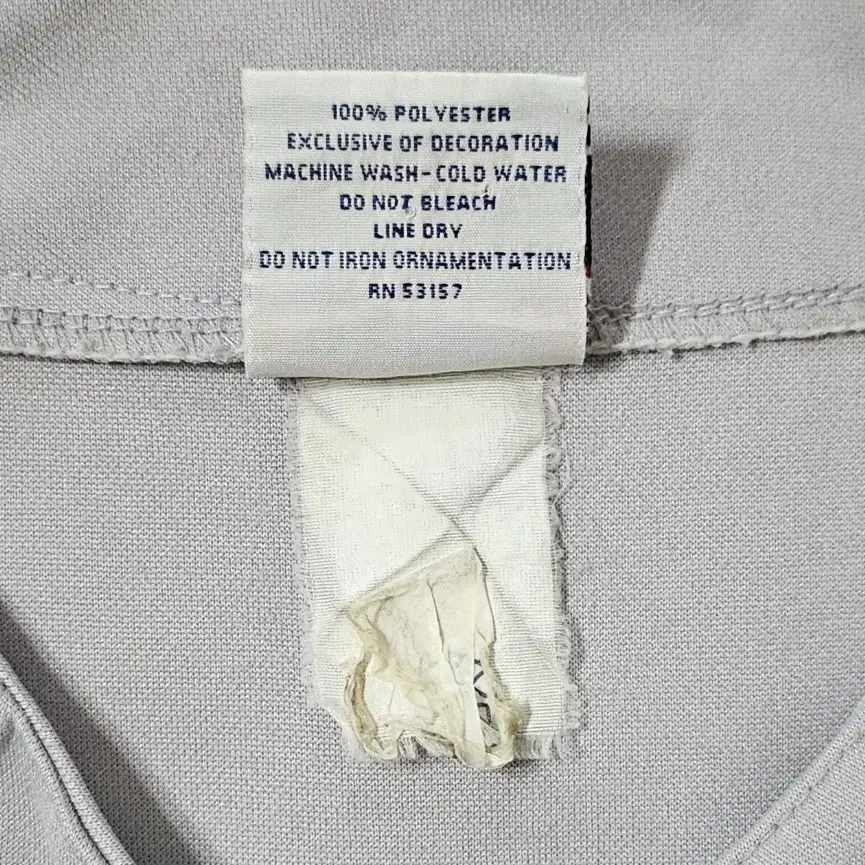 100% POLYESTER
EXCLUSIVE OF DECORATION
MACHINE WASH-COLD WATER
DO NOT BLEACH
LINE DRY
DO NOT IRON ORNAMENTATION
RN 53157